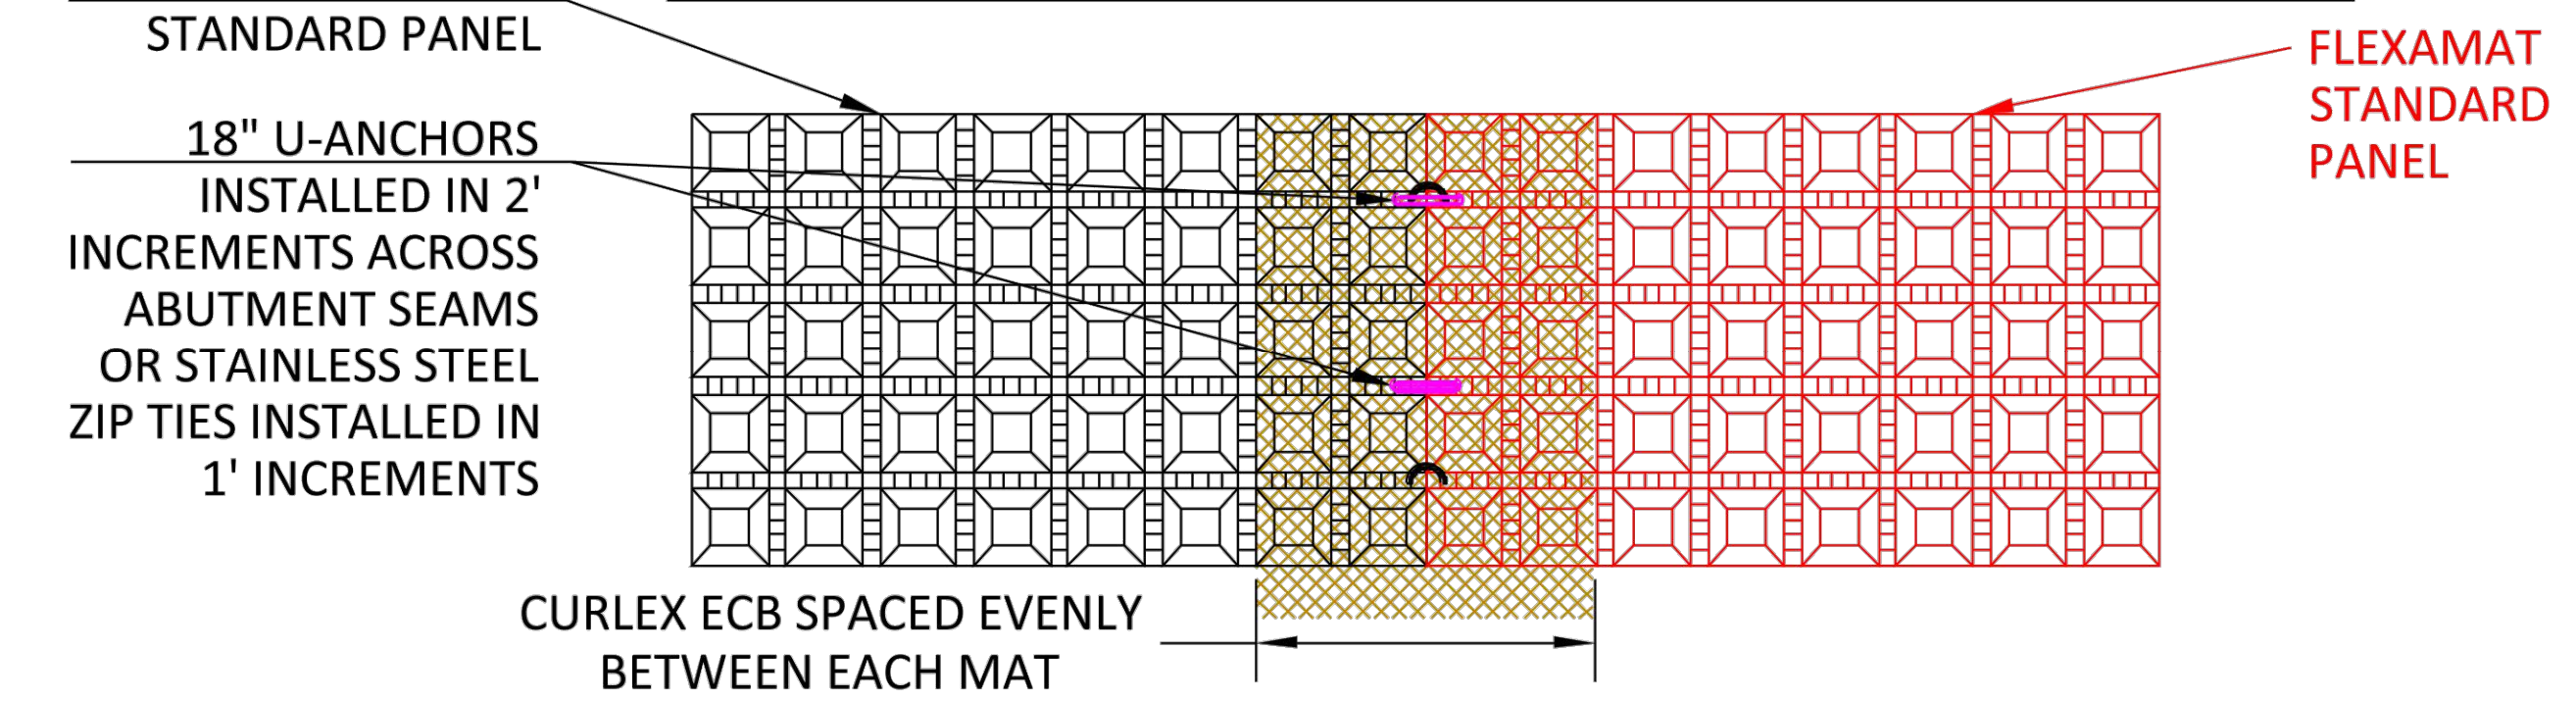 STANDARD PANEL
18" U-ANCHORS
INSTALLED IN 2'
INCREMENTS ACROSS
ABUTMENT SEAMS
OR STAINLESS STEEL
ZIP TIES INSTALLED IN
1' INCREMENTS
FLEXAMAT
STANDARD
PANEL
CURLEX ECB SPACED EVENLY
BETWEEN EACH MAT